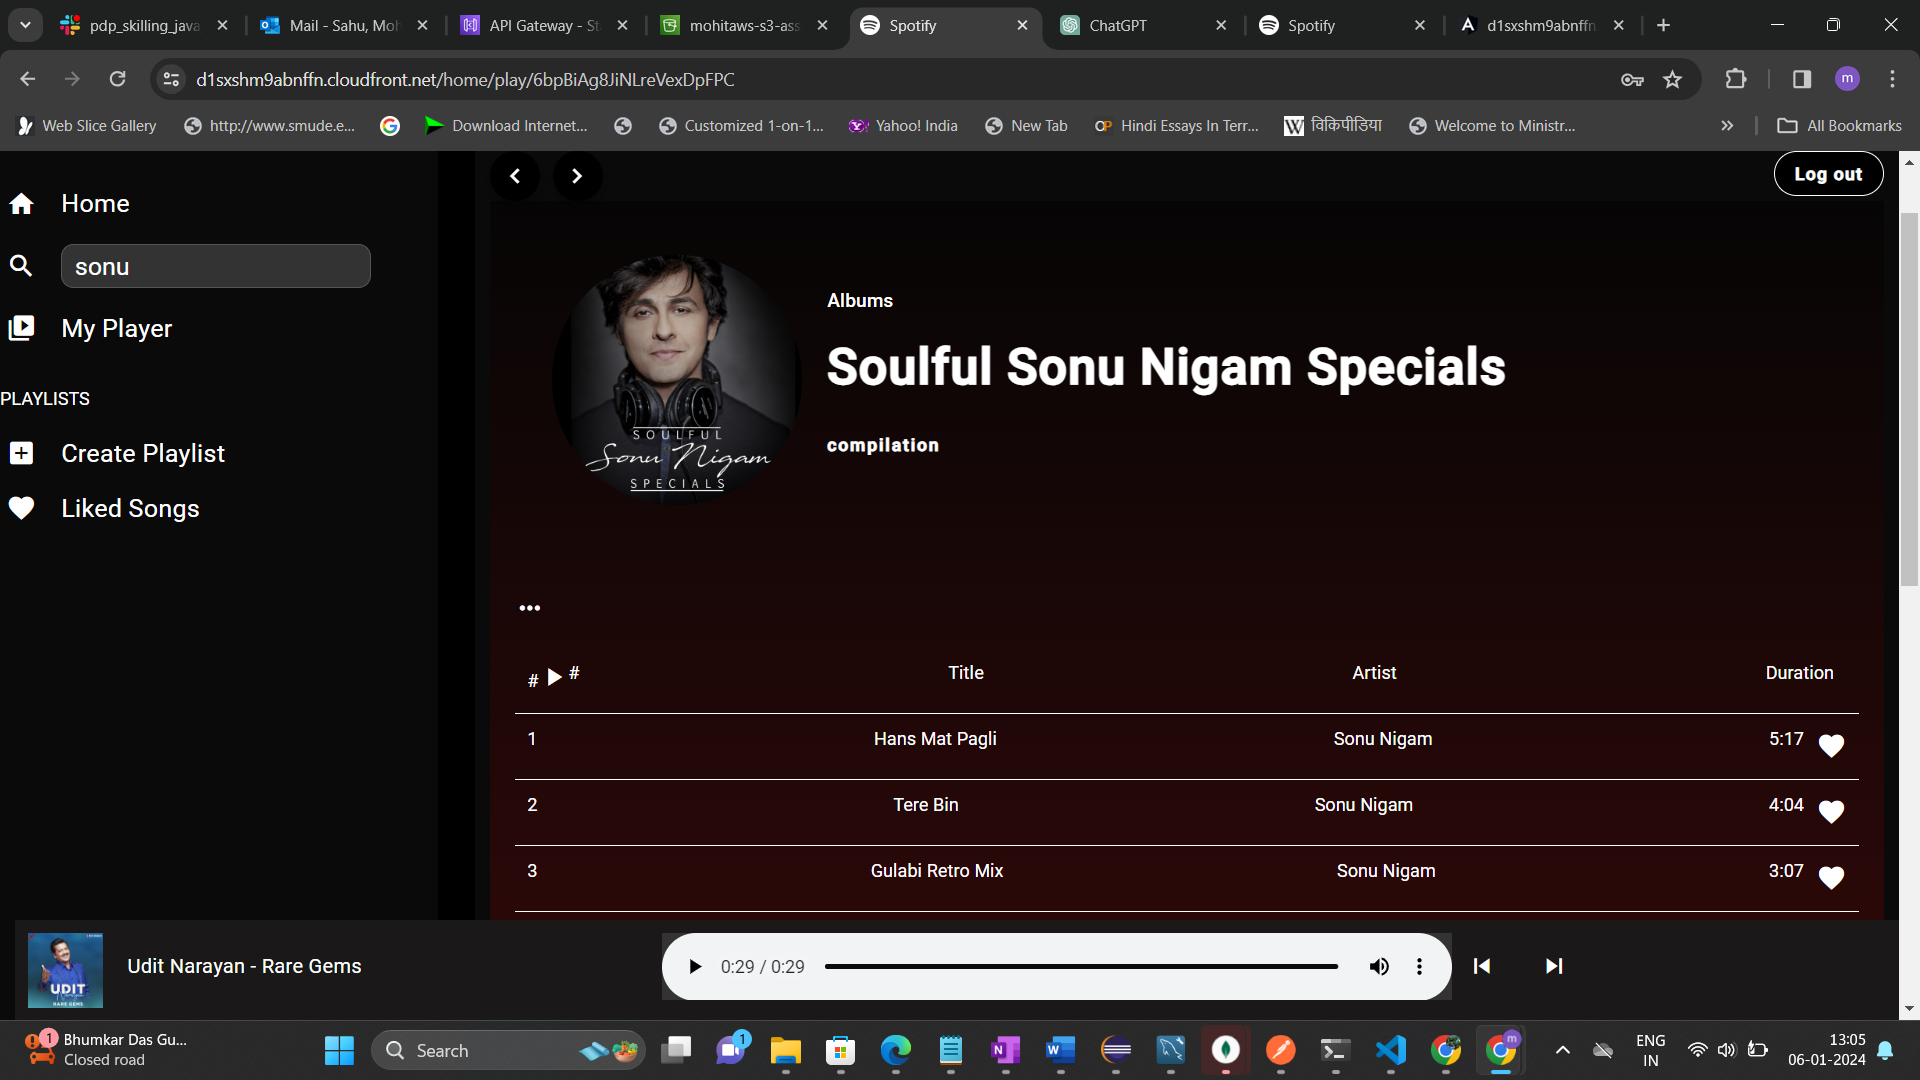 pdp_skilling_java
Mail - Sahu, Moh
API Gateway - St
mohitaws-s3-ass
Spotify
ChatGPT
Spotify
d1sxshm9abnffn
d1sxshm9abnffn.cloudfront.net/home/play/6bpBiAg8JiNLreVexDpFPC
m
Web Slice Gallery
http://www.smude.e...
Download Internet...
Customized 1-on-1...
Yahoo! India
New Tab
OP Hindi Essays In Terr...
W विकिपीडिया
Welcome to Ministr...
All Bookmarks
Log out
Home
sonu
My Player
PLAYLISTS
Create Playlist
Liked Songs
SOULFUL
Sonu Nigam
SPECIALS
Albums
Soulful Sonu Nigam Specials
compilation
# # Title Artist Duration
1 Hans Mat Pagli Sonu Nigam 5:17
2 Tere Bin Sonu Nigam 4:04
3 Gulabi Retro Mix Sonu Nigam 3:07
UDIT
RARE GEMS
Udit Narayan - Rare Gems
0:29 / 0:29
1
Bhumkar Das Gu...
Closed road
Search
1
N
W
m
ENG
IN
13:05
06-01-2024